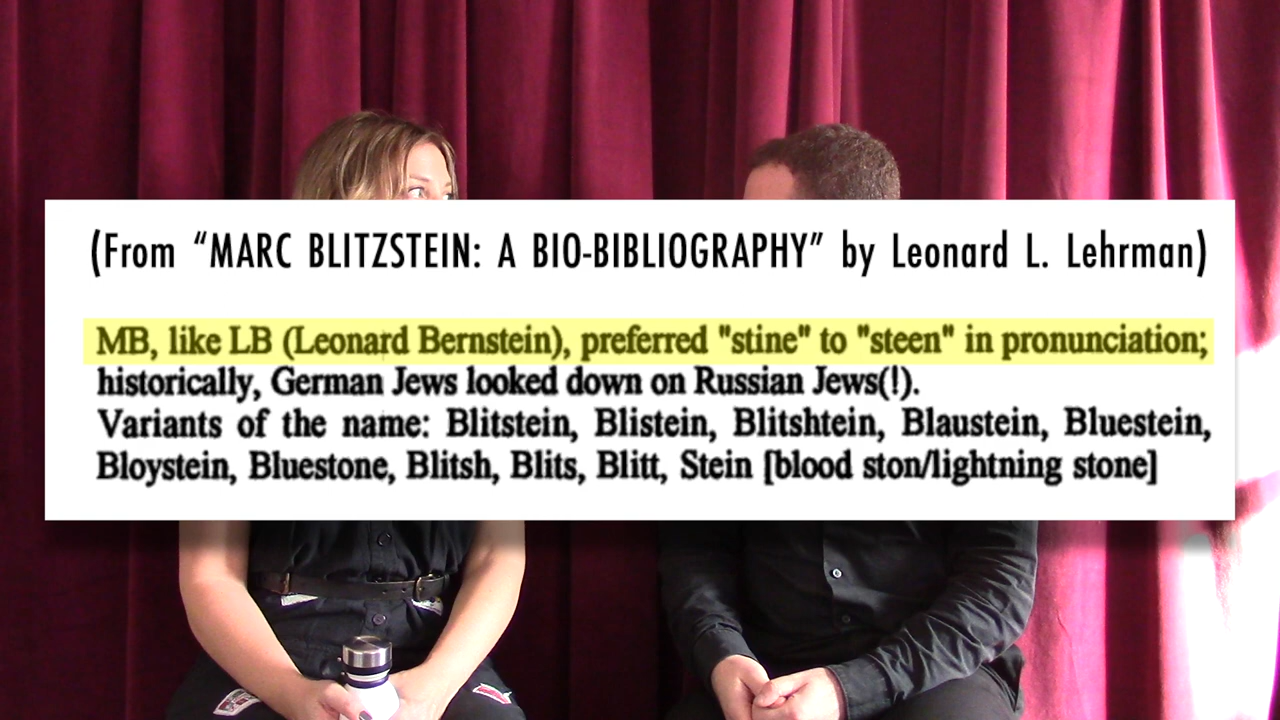 (From “MARC BLITZSTEIN: A BIO-BIBLIOGRAPHY” by Leonard L. Lehrman)
MB, like LB (Leonard Bernstein), preferred "stine" to "steen" in pronunciation;
historically, German Jews looked down on Russian Jews(!).
Variants of the name: Blitstein, Blistein, Blitshtein, Blaustein, Bluestein,
Bloystein, Bluestone, Blitsh, Blits, Blitt, Stein [blood ston/lightning stone]